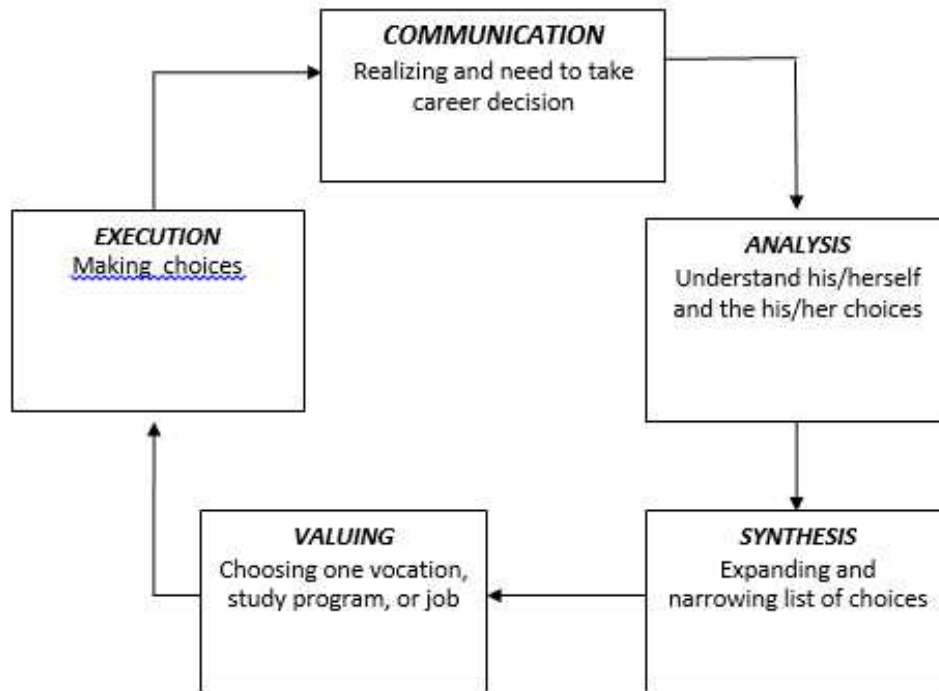 COMMUNICATION
Realizing and need to take
career decision
ANALYSIS
Understand his/herself
and the his/her choices
SYNTHESIS
Expanding and
narrowing list of choices
VALUING
Choosing one vocation,
study program, or job
EXECUTION
Making choices